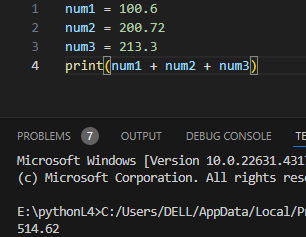 1 num1 = 100.6
2 num2 = 200.72
3 num3 = 213.3
4 print(num1 + num2 + num3)
PROBLEMS 7 OUTPUT DEBUG CONSOLE
Microsoft Windows [Version 10.0.22631.431
(c) Microsoft Corporation. All rights rese
E:\pythonL4>C:/Users/DELL/AppData/Local/P
514.62